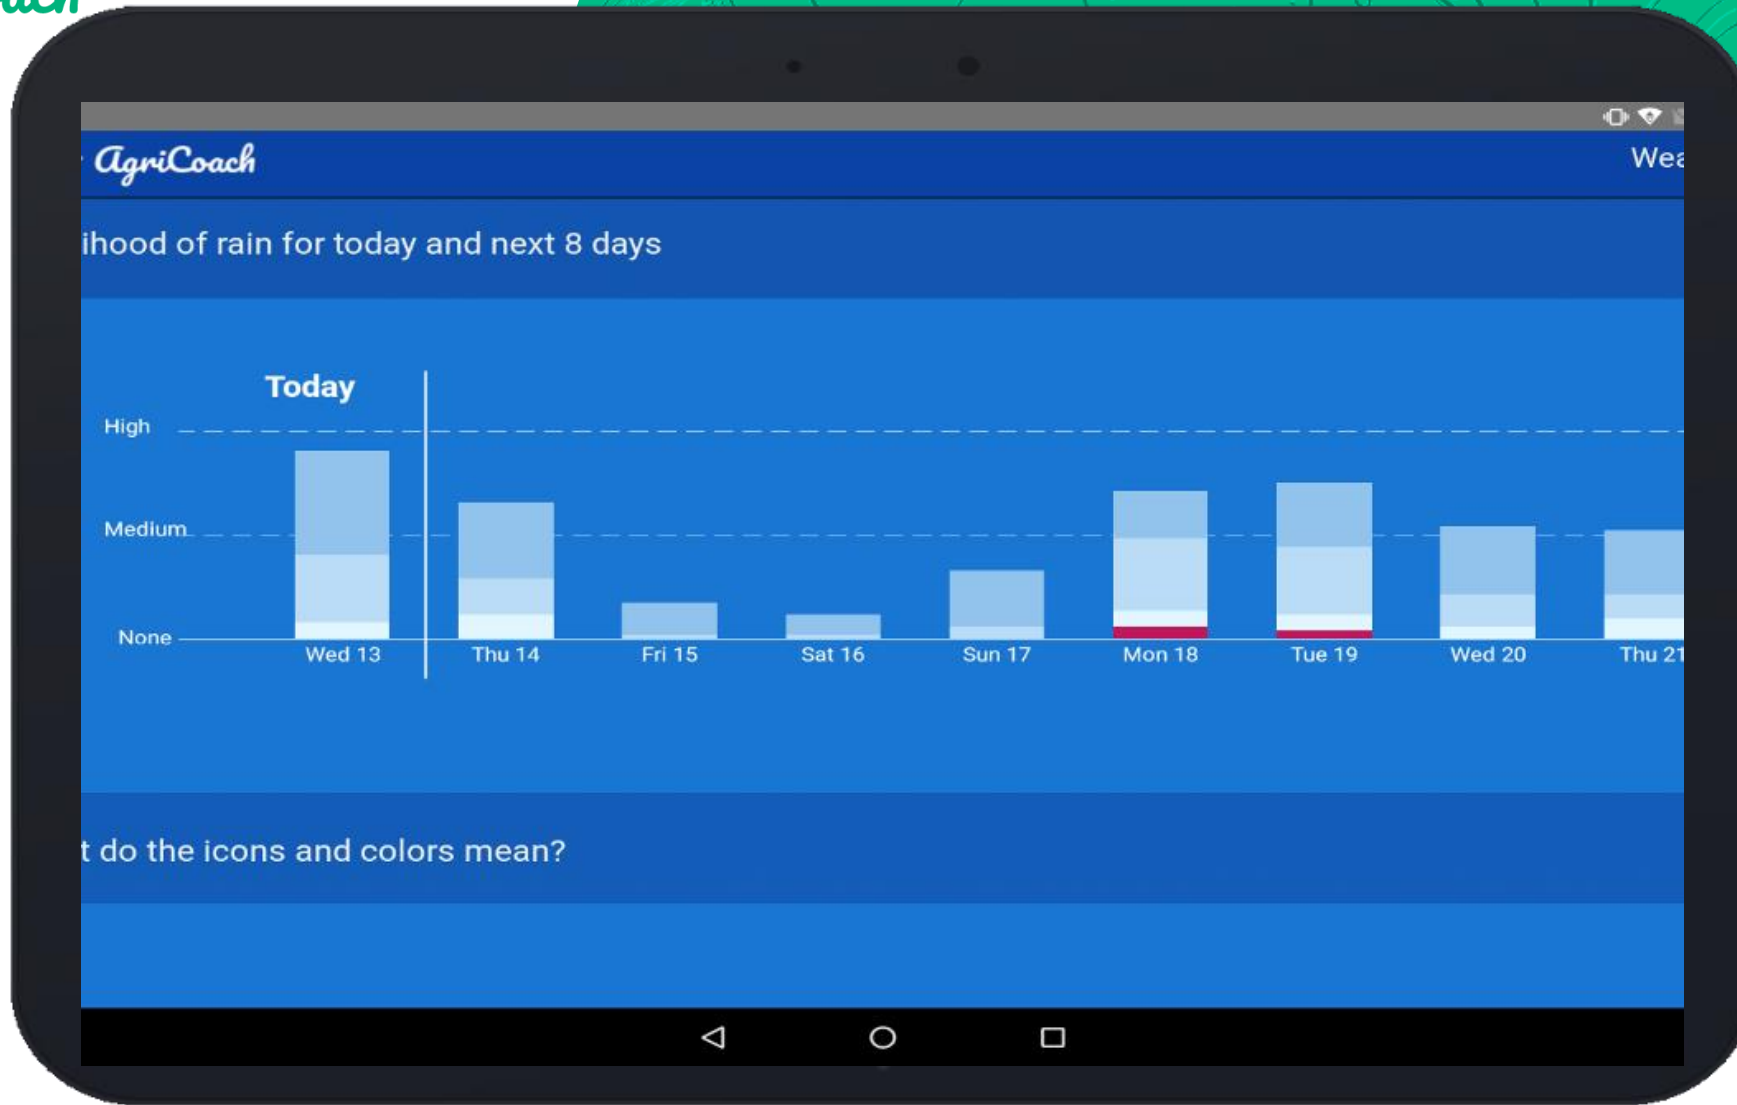 AgriCoach
ihood of rain for today and next 8 days
Today
High
Medium
None
Wed 13
Thu 14
Fri 15
Sat 16
Sun 17
Mon 18
Tue 19
Wed 20
Thu 21
t do the icons and colors mean?